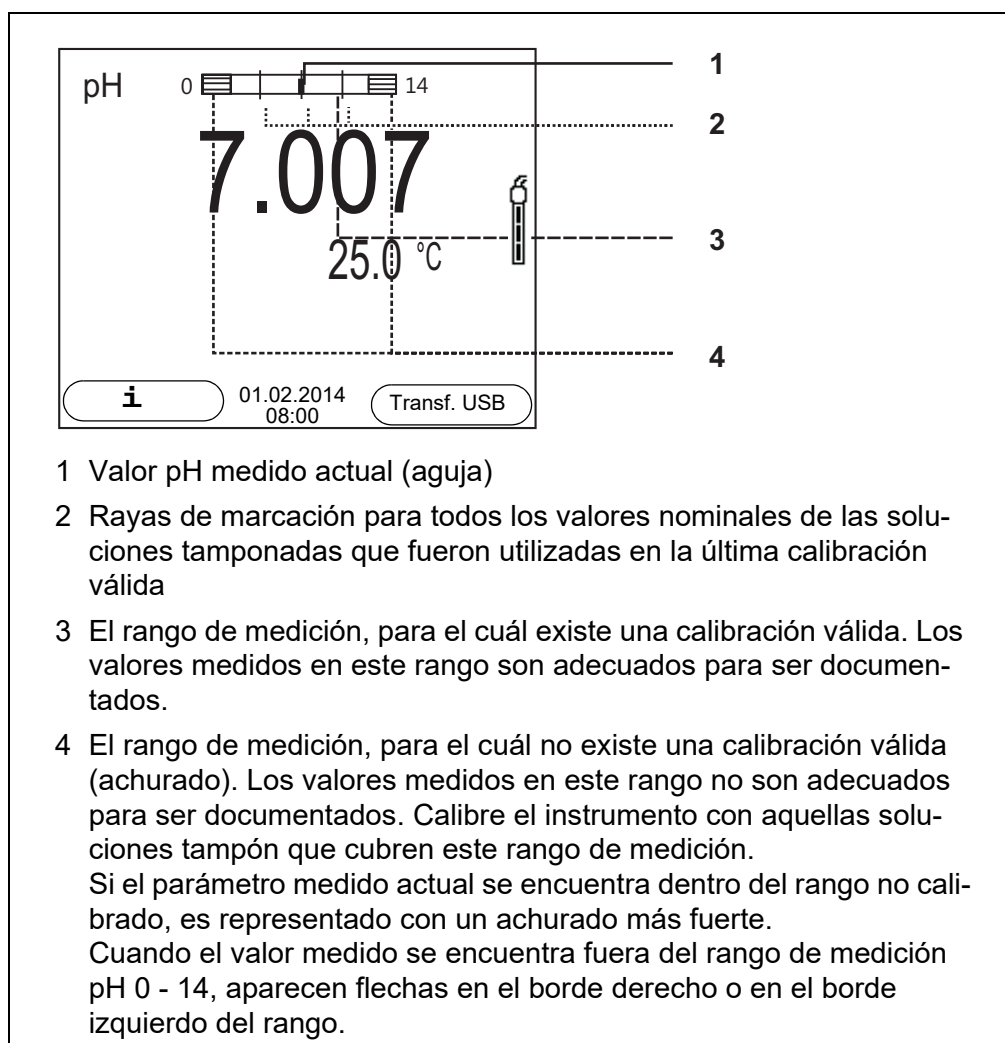 1
pH 0 14
2
7.007
3
25.0 °C
4
i 01.02.2014 Transf. USB
08:00
1 Valor pH medido actual (aguja)
2 Rayas de marcación para todos los valores nominales de las solu-
ciones tamponadas que fueron utilizadas en la última calibración
válida
3 El rango de medición, para el cuál existe una calibración válida. Los
valores medidos en este rango son adecuados para ser documen-
tados.
4 El rango de medición, para el cuál no existe una calibración válida
(achurado). Los valores medidos en este rango no son adecuados
para ser documentados. Calibre el instrumento con aquellas solu-
ciones tampón que cubren este rango de medición.
Si el parámetro medido actual se encuentra dentro del rango no cali-
brado, es representado con un achurado más fuerte.
Cuando el valor medido se encuentra fuera del rango de medición
pH 0 - 14, aparecen flechas en el borde derecho o en el borde
izquierdo del rango.